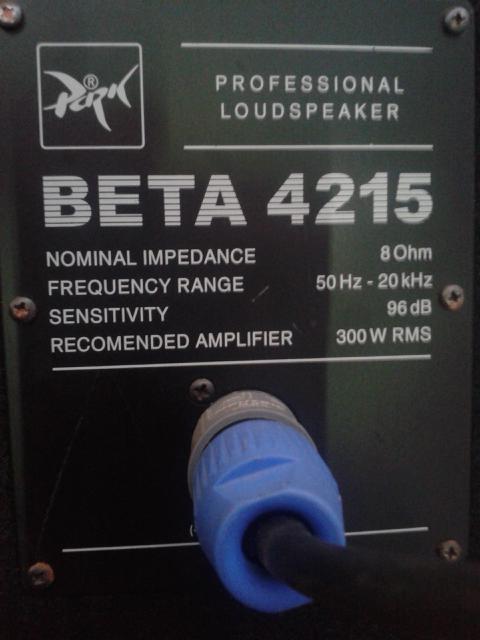 ®
PROFESSIONAL
LOUDSPEAKER
BETA 4215
NOMINAL IMPEDANCE 8 Ohm
FREQUENCY RANGE 50 Hz - 20 kHz
SENSITIVITY 96 dB
RECOMENDED AMPLIFIER 300 W RMS